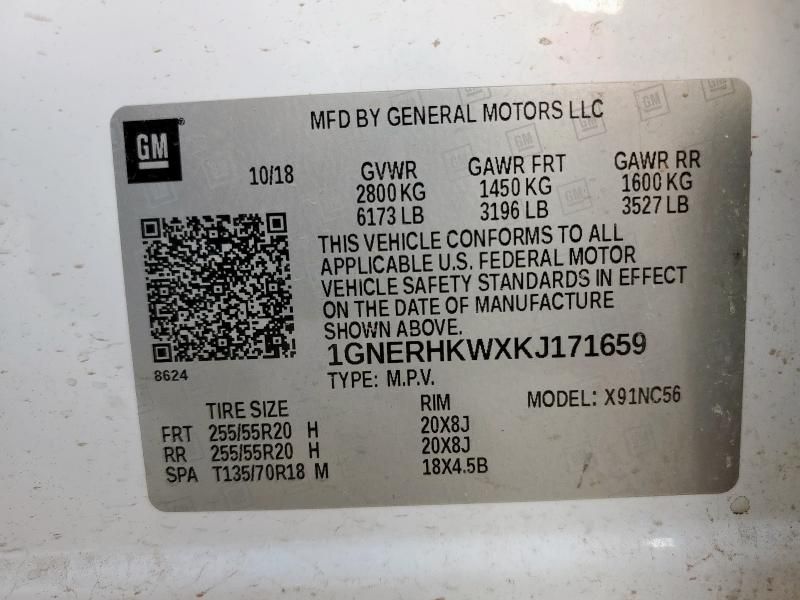 MFD BY GENERAL MOTORS LLC
GM
10/18
GVWR GAWR FRT GAWR RR
2800 KG 1450 KG 1600 KG
6173 LB 3196 LB 3527 LB
THIS VEHICLE CONFORMS TO ALL
APPLICABLE U.S. FEDERAL MOTOR
VEHICLE SAFETY STANDARDS IN EFFECT
ON THE DATE OF MANUFACTURE
SHOWN ABOVE.
1GNERHKWXKJ171659
8624
TYPE: M.P.V.
TIRE SIZE RIM MODEL: X91NC56
FRT 255/55R20 H 20X8J
RR 255/55R20 H 20X8J
SPA T135/70R18 M 18X4.5B